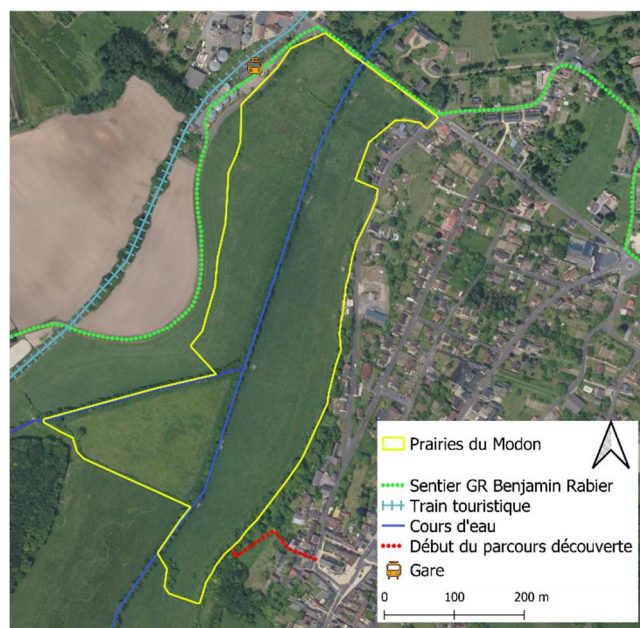 Prairies du Modon
Sentier GR Benjamin Rabier
Train touristique
Cours d'eau
Début du parcours découverte
Gare
0 100 200 m